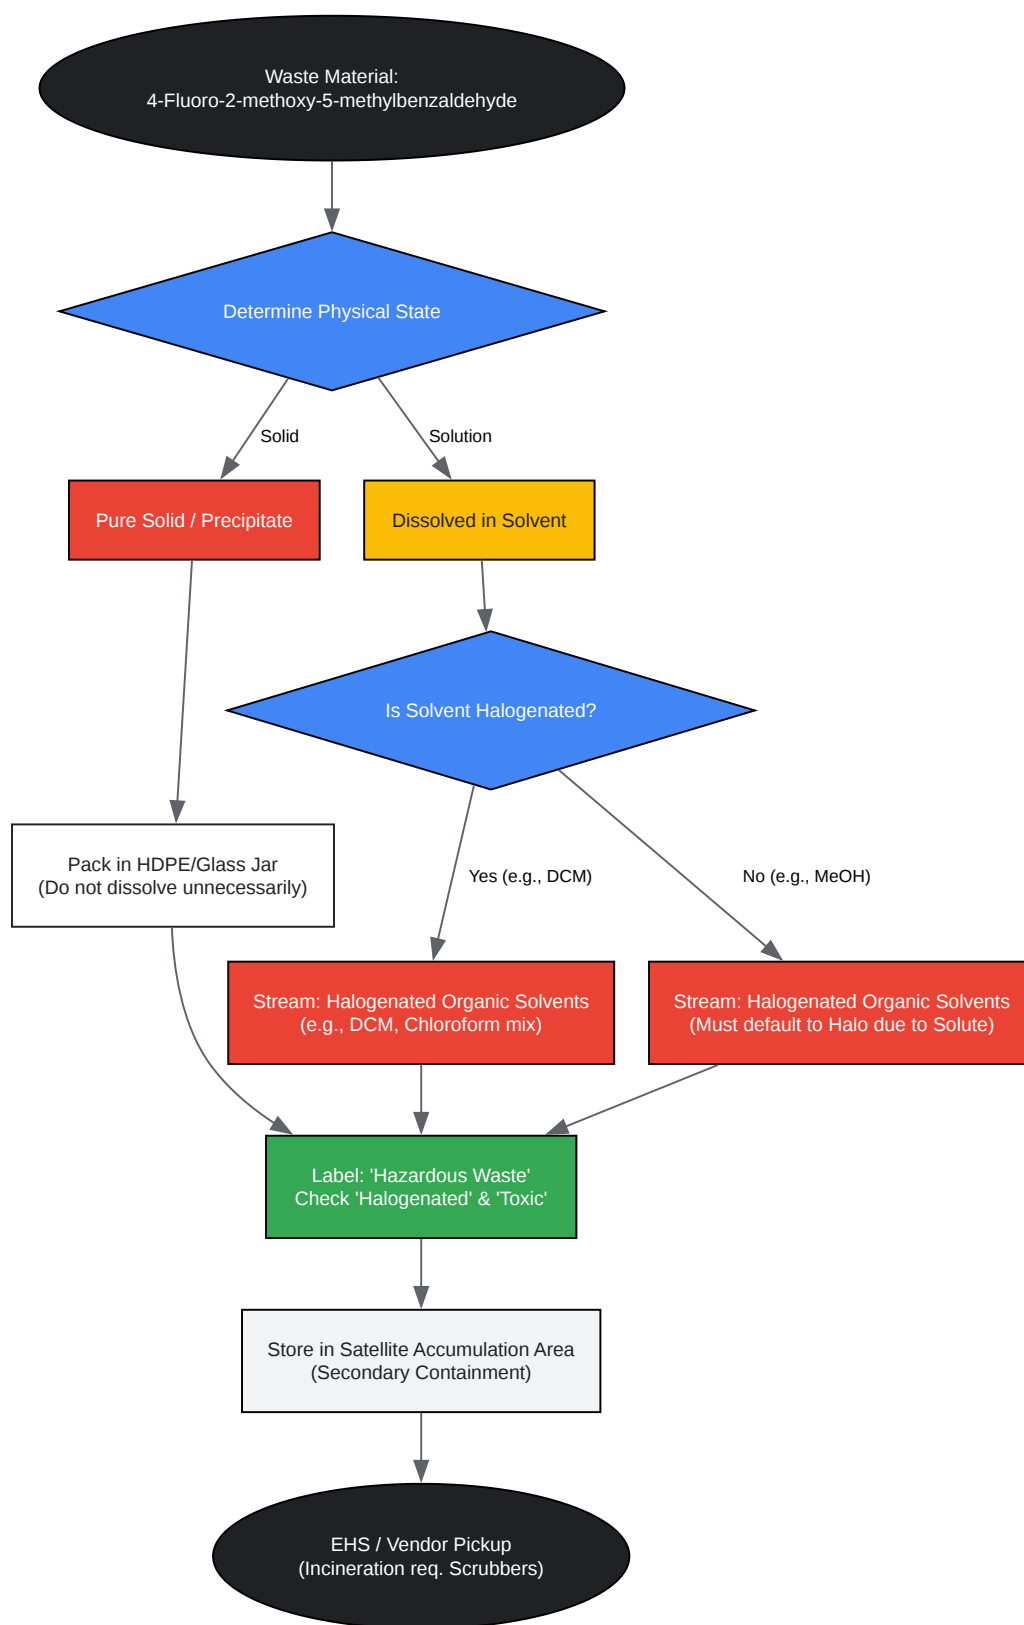 Waste Material:
4-Fluoro-2-methoxy-5-methylbenzaldehyde
Determine Physical State
Solid
Solution
Pure Solid / Precipitate
Dissolved in Solvent
Is Solvent Halogenated?
Pack in HDPE/Glass Jar
(Do not dissolve unnecessarily)
Yes (e.g., DCM)
No (e.g., MeOH)
Stream: Halogenated Organic Solvents
(e.g., DCM, Chloroform mix)
Stream: Halogenated Organic Solvents
(Must default to Halo due to Solute)
Label: 'Hazardous Waste'
Check 'Halogenated' & 'Toxic'
Store in Satellite Accumulation Area
(Secondary Containment)
EHS / Vendor Pickup
(Incineration req. Scrubbers)